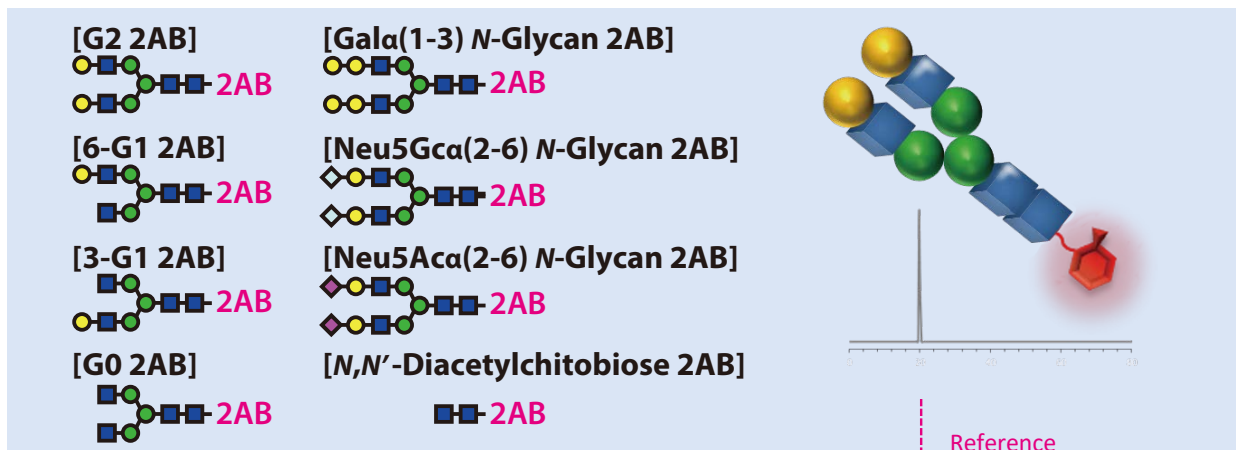 [G2 2AB]
2AB
[6-G1 2AB]
2AB
[3-G1 2AB]
2AB
[G0 2AB]
2AB
[Galα(1-3) N-Glycan 2AB]
2AB
[Neu5Gcα(2-6) N-Glycan 2AB]
2AB
[Neu5Acα(2-6) N-Glycan 2AB]
2AB
[N,N′-Diacetylchitobiose 2AB]
2AB
Reference